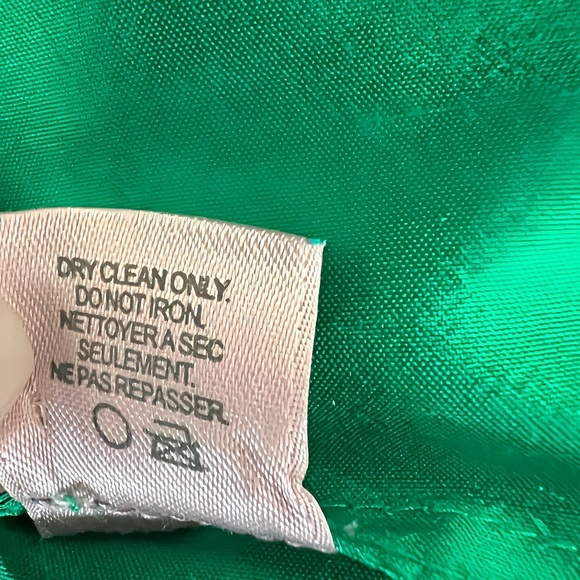 DRY CLEAN ONLY.
DO NOT IRON.
NETTOYER A SEC
SEULEMENT.
NE PAS REPASSER.